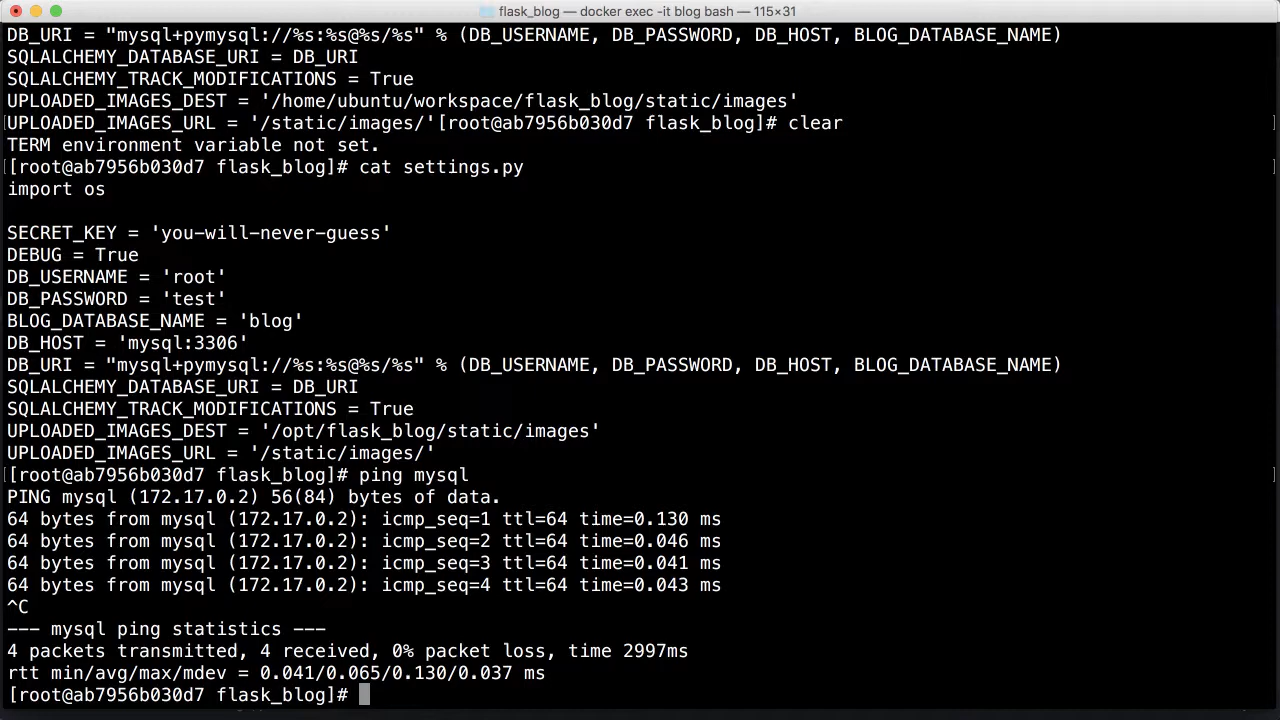 flask_blog — docker exec -it blog bash — 115×31
DB_URI = "mysql+pymysql://%s:%s@%s/%s" % (DB_USERNAME, DB_PASSWORD, DB_HOST, BLOG_DATABASE_NAME)
SQLALCHEMY_DATABASE_URI = DB_URI
SQLALCHEMY_TRACK_MODIFICATIONS = True
UPLOADED_IMAGES_DEST = '/home/ubuntu/workspace/flask_blog/static/images'
UPLOADED_IMAGES_URL = '/static/images/'[root@ab7956b030d7 flask_blog]# clear
TERM environment variable not set.
[root@ab7956b030d7 flask_blog]# cat settings.py
import os
SECRET_KEY = 'you-will-never-guess'
DEBUG = True
DB_USERNAME = 'root'
DB_PASSWORD = 'test'
BLOG_DATABASE_NAME = 'blog'
DB_HOST = 'mysql:3306'
DB_URI = "mysql+pymysql://%s:%s@%s/%s" % (DB_USERNAME, DB_PASSWORD, DB_HOST, BLOG_DATABASE_NAME)
SQLALCHEMY_DATABASE_URI = DB_URI
SQLALCHEMY_TRACK_MODIFICATIONS = True
UPLOADED_IMAGES_DEST = '/opt/flask_blog/static/images'
UPLOADED_IMAGES_URL = '/static/images/'
[root@ab7956b030d7 flask_blog]# ping mysql
PING mysql (172.17.0.2) 56(84) bytes of data.
64 bytes from mysql (172.17.0.2): icmp_seq=1 ttl=64 time=0.130 ms
64 bytes from mysql (172.17.0.2): icmp_seq=2 ttl=64 time=0.046 ms
64 bytes from mysql (172.17.0.2): icmp_seq=3 ttl=64 time=0.041 ms
64 bytes from mysql (172.17.0.2): icmp_seq=4 ttl=64 time=0.043 ms
^C
--- mysql ping statistics ---
4 packets transmitted, 4 received, 0% packet loss, time 2997ms
rtt min/avg/max/mdev = 0.041/0.065/0.130/0.037 ms
[root@ab7956b030d7 flask_blog]#